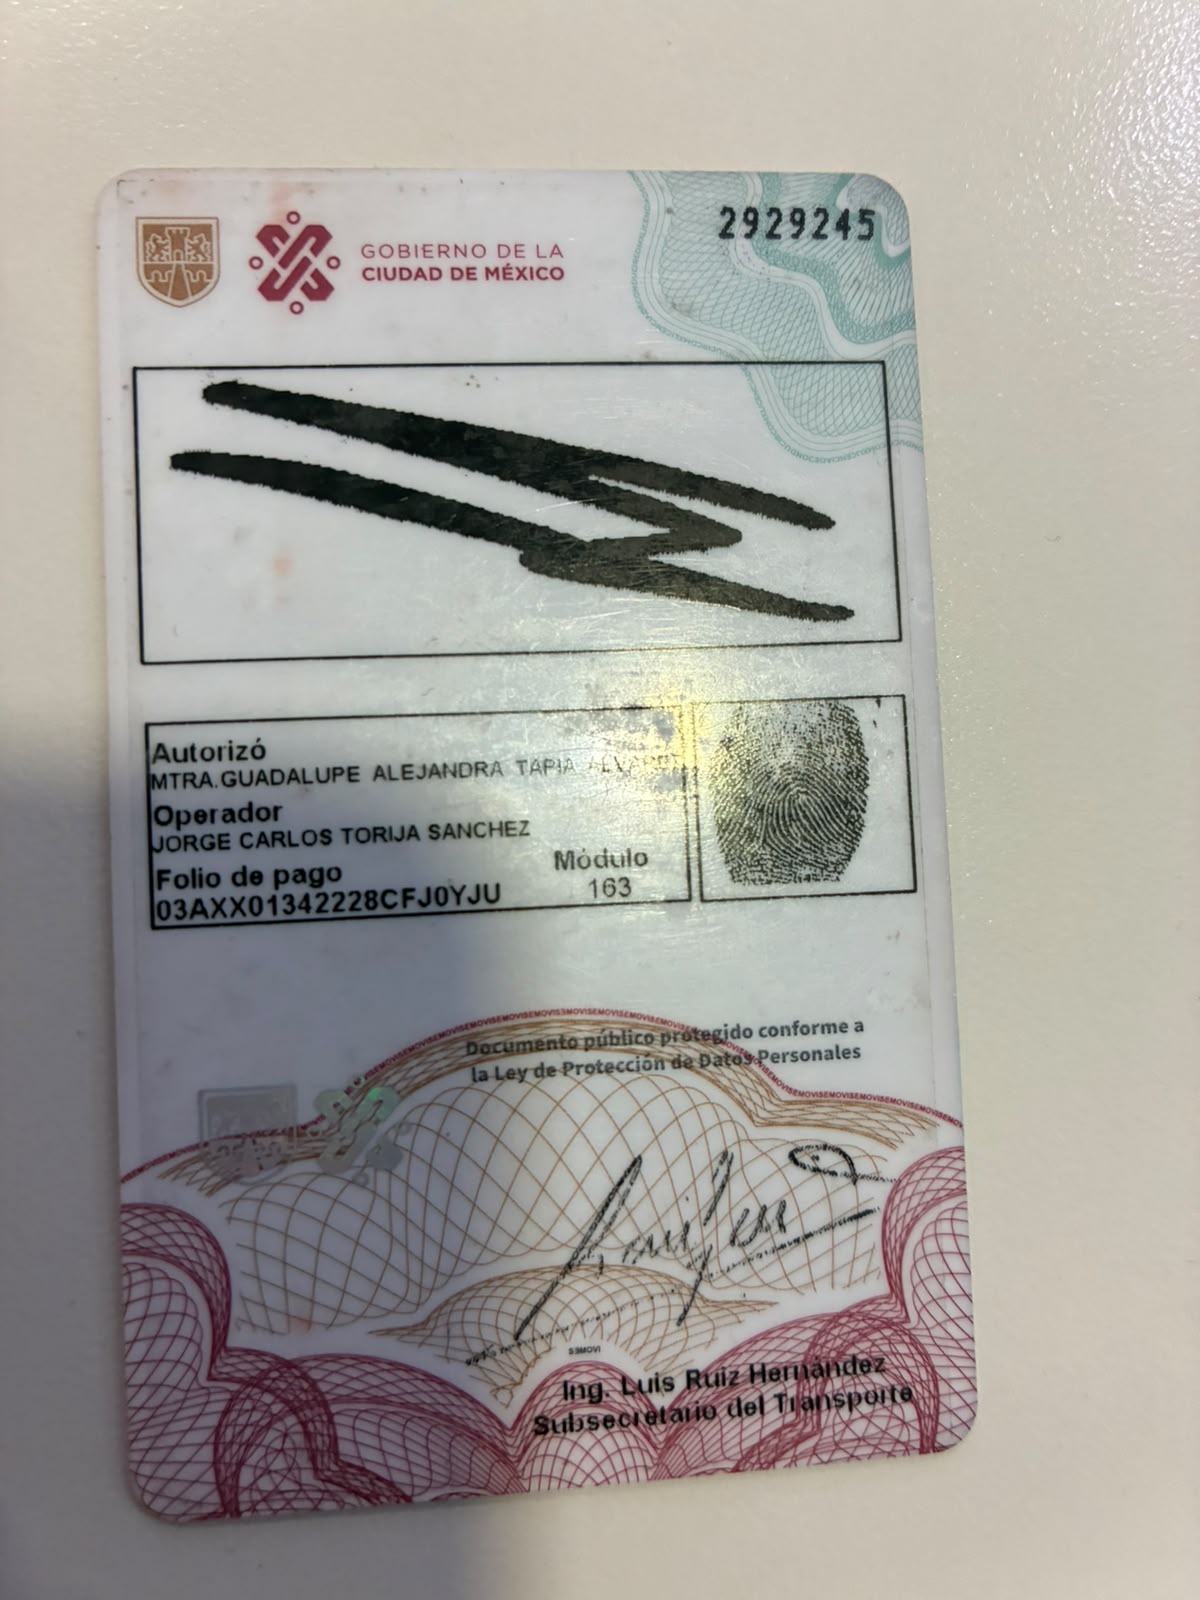 2929245
GOBIERNO DE LA
CIUDAD DE MÉXICO
Autorizó
MTRA.GUADALUPE ALEJANDRA TAPIA
Operador
JORGE CARLOS TORIJA SANCHEZ
Folio de pago
Módulo
03AXX01342228CFJ0YJU
163
Documento público protegido conforme a
la Ley de Protección de Datos Personales
Ing. Luis Ruiz Hernández
Subsecretario del Transporte